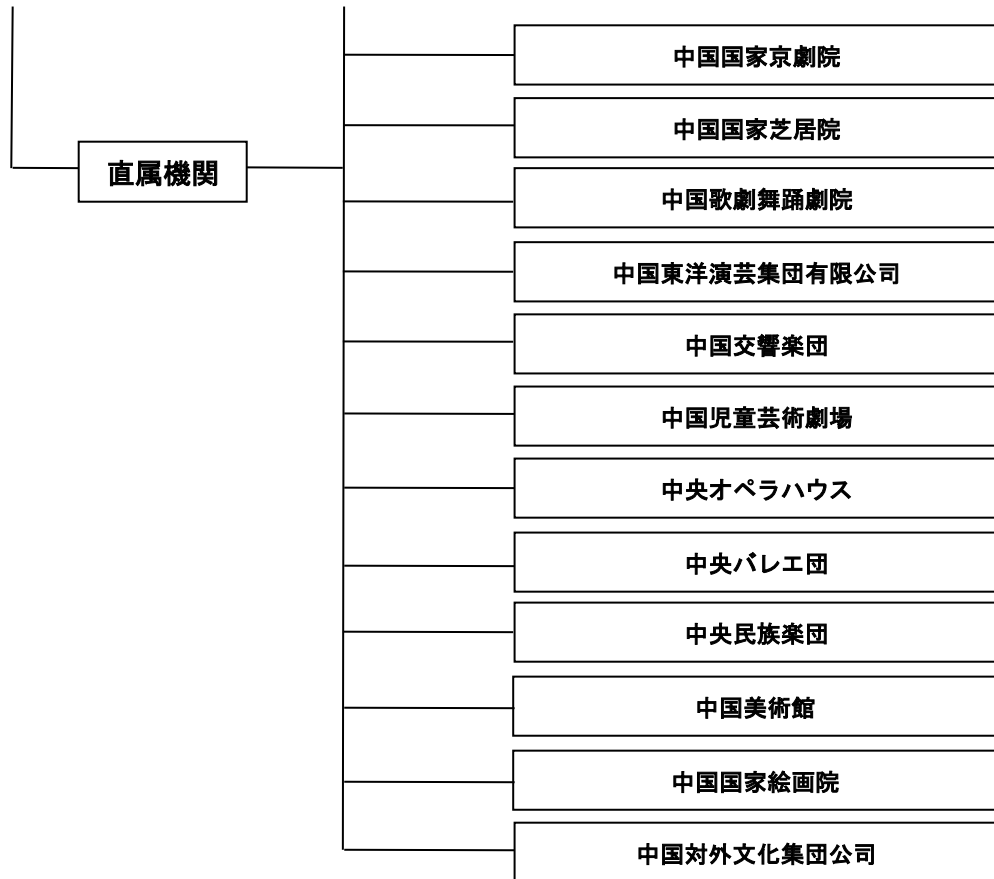 中国国家京劇院
中国国家芝居院
直属機関
中国歌劇舞踊劇院
中国東洋演芸集団有限公司
中国交響楽団
中国児童芸術劇場
中央オペラハウス
中央バレエ団
中央民族楽団
中国美術館
中国国家絵画院
中国対外文化集団公司